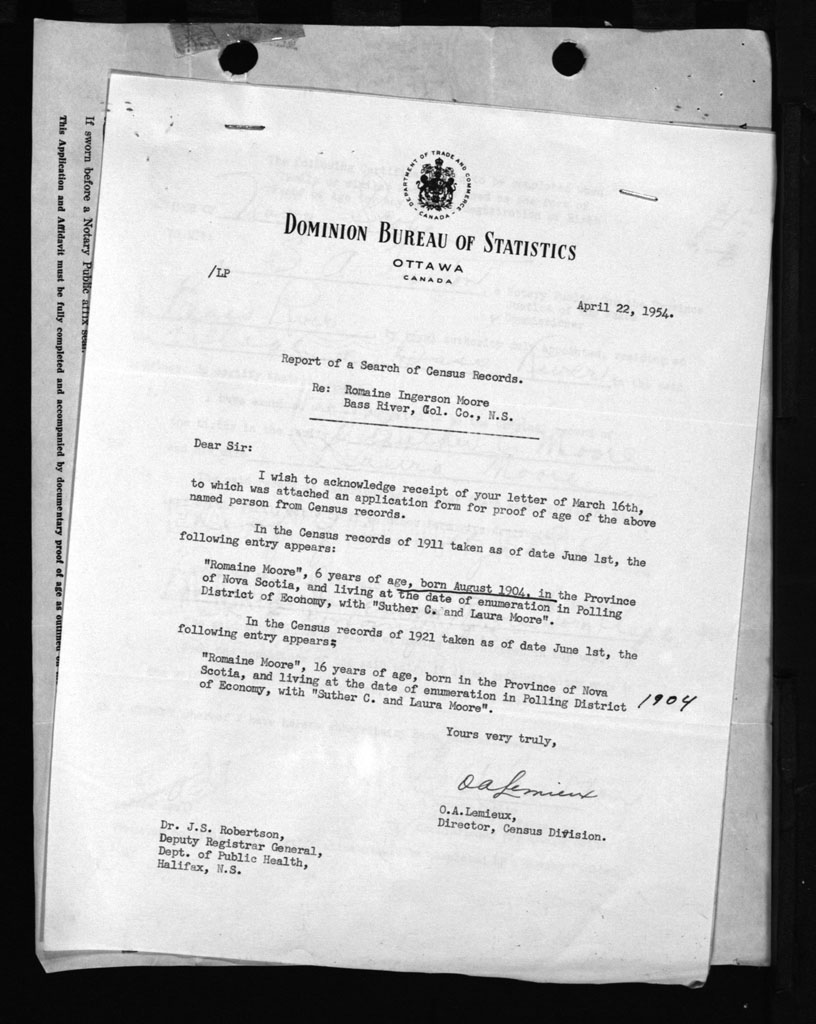 If sworn before a Notary Public affix seal.
This Application and Affidavit must be fully completed and accompanied by documentary proof of age as outlined
DEPARTMENT OF TRADE AND COMMERCE
CANADA
DOMINION BUREAU OF STATISTICS
OTTAWA
CANADA
/LP
April 22, 1954.
Report of a Search of Census Records.
Re: Romaine Ingerson Moore
Bass River, Col. Co., N.S.
Dear Sir:
I wish to acknowledge receipt of your letter of March 16th,
to which was attached an application form for proof of age of the above
named person from Census records.
In the Census records of 1911 taken as of date June 1st, the
following entry appears:
"Romaine Moore", 6 years of age, born August 1904, in the Province
of Nova Scotia, and living at the date of enumeration in Polling
District of Economy, with "Suther C. and Laura Moore".
In the Census records of 1921 taken as of date June 1st, the
following entry appears:
"Romaine Moore", 16 years of age, born in the Province of Nova
Scotia, and living at the date of enumeration in Polling District
of Economy, with "Suther C. and Laura Moore".
1904
Yours very truly,
O A Lemieux
O.A.Lemieux,
Director, Census Division.
Dr. J.S. Robertson,
Deputy Registrar General,
Dept. of Public Health,
Halifax, N.S.